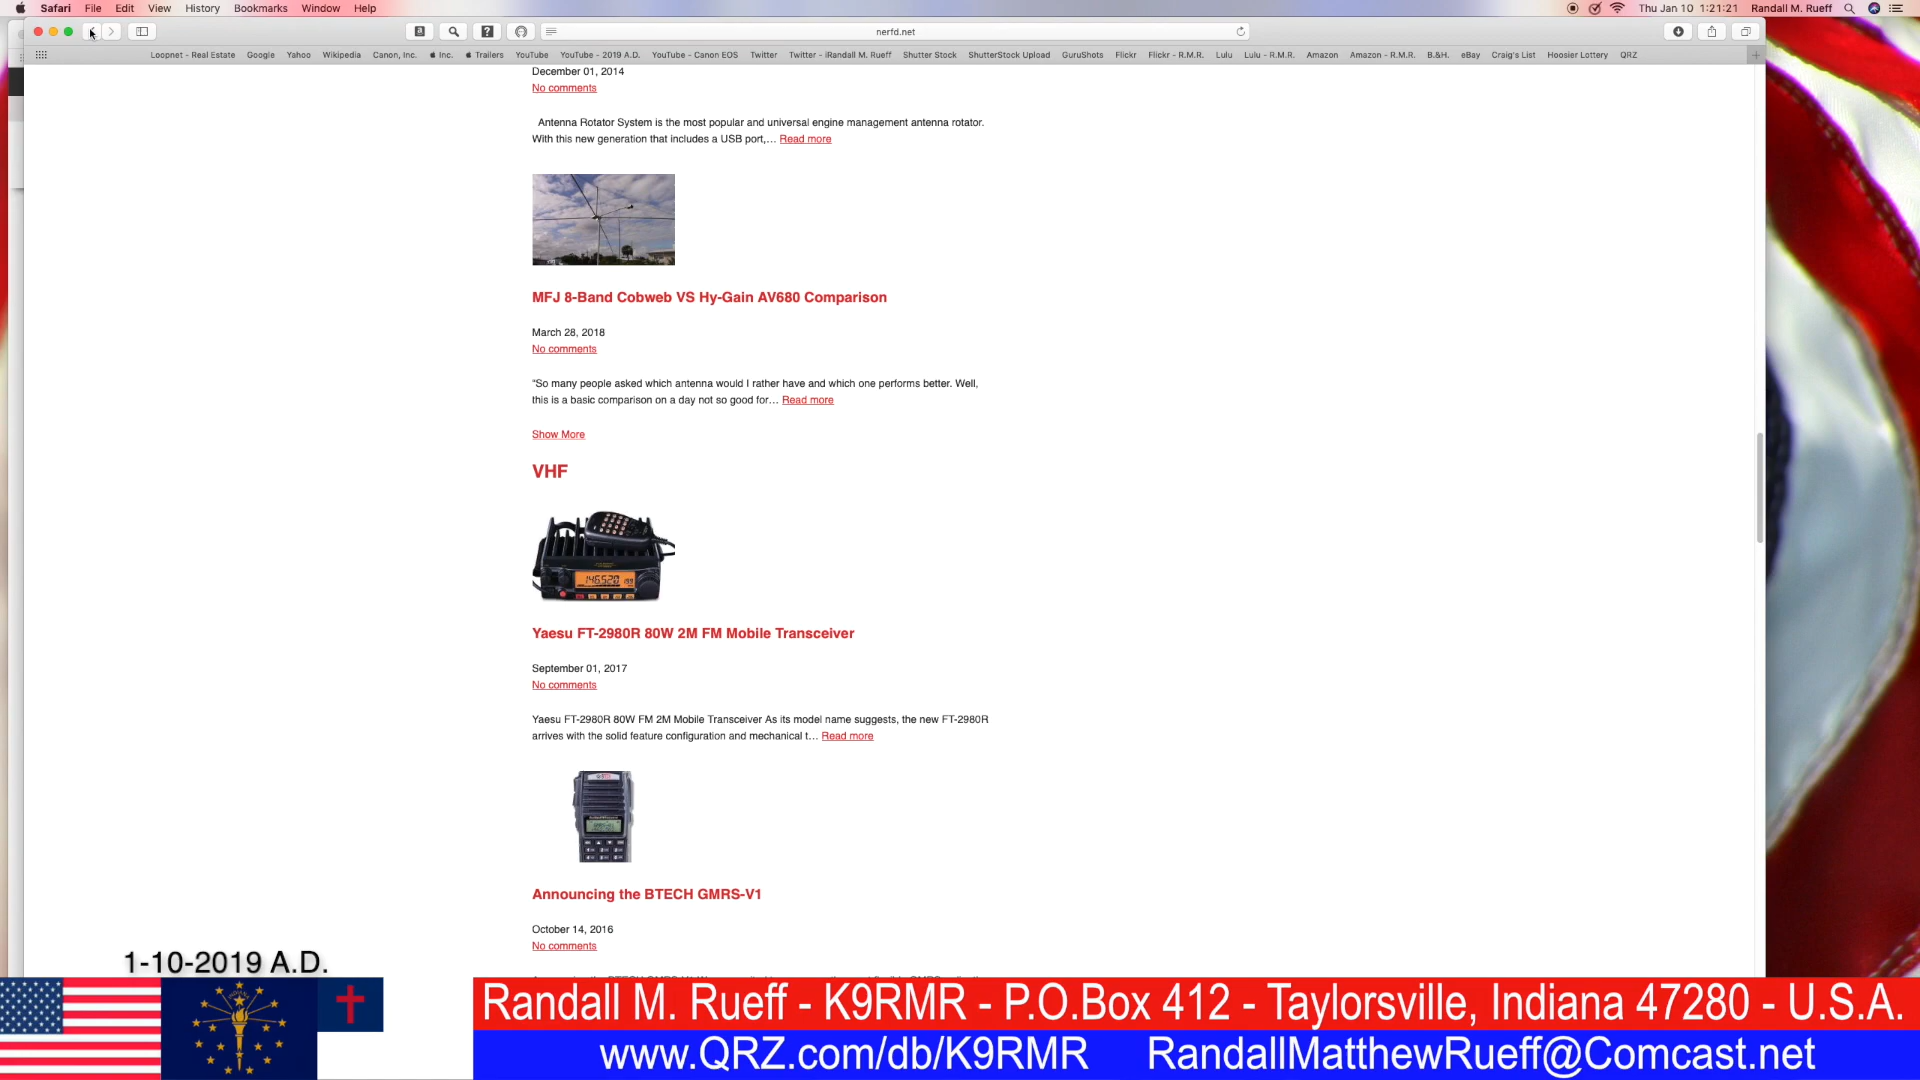 Safari File Edit View History Bookmarks Window Help
Thu Jan 10 1:21:21 Randall M. Rueff
nerfd.net
Loopnet - Real Estate Google Yahoo Wikipedia Canon, Inc. Inc. Trailers YouTube YouTube - 2019 A.D. YouTube - Canon EOS Twitter Twitter - iRandall M. Rueff Shutter Stock ShutterStock Upload GuruShots Flickr Flickr - R.M.R. Lulu Lulu - R.M.R. Amazon Amazon - R.M.R. B.&H. eBay Craig's List Hoosier Lottery QRZ
December 01, 2014
No comments
Antenna Rotator System is the most popular and universal engine management antenna rotator.
With this new generation that includes a USB port,… Read more
MFJ 8-Band Cobweb VS Hy-Gain AV680 Comparison
March 28, 2018
No comments
"So many people asked which antenna would I rather have and which one performs better. Well,
this is a basic comparison on a day not so good for… Read more
Show More
VHF
146.520
Yaesu FT-2980R 80W 2M FM Mobile Transceiver
September 01, 2017
No comments
Yaesu FT-2980R 80W FM 2M Mobile Transceiver As its model name suggests, the new FT-2980R
arrives with the solid feature configuration and mechanical t… Read more
Announcing the BTECH GMRS-V1
October 14, 2016
No comments
1-10-2019 A.D.
Randall M. Rueff - K9RMR - P.O.Box 412 - Taylorsville, Indiana 47280 - U.S.A.
www.QRZ.com/db/K9RMR RandallMatthewRueff@Comcast.net